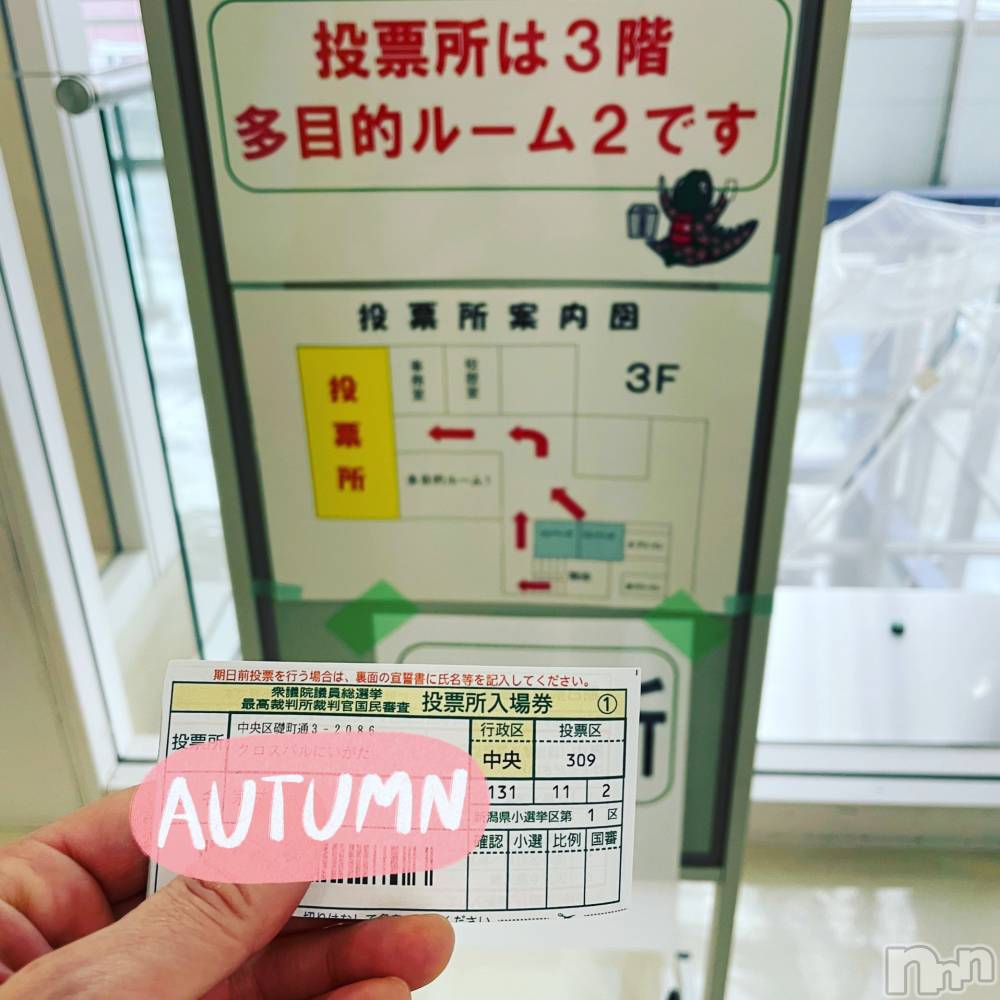 投票所は3階
多目的ルーム2です
投票所案内図
3F
投票所
多目的ルーム1
期日前投票を行う場合は、裏面の宣誓書に氏名等を記入してください。
衆議院議員総選挙
最高裁判所裁判官国民審査
投票所入場券 ①
投票所
中央区礎町通3-2086
クロスパルにいがた
行政区 投票区
中央 309
131 11 2
新潟県小選挙区第 1 区
確認 小選 比例 国審
AUTUMN
所
nnn